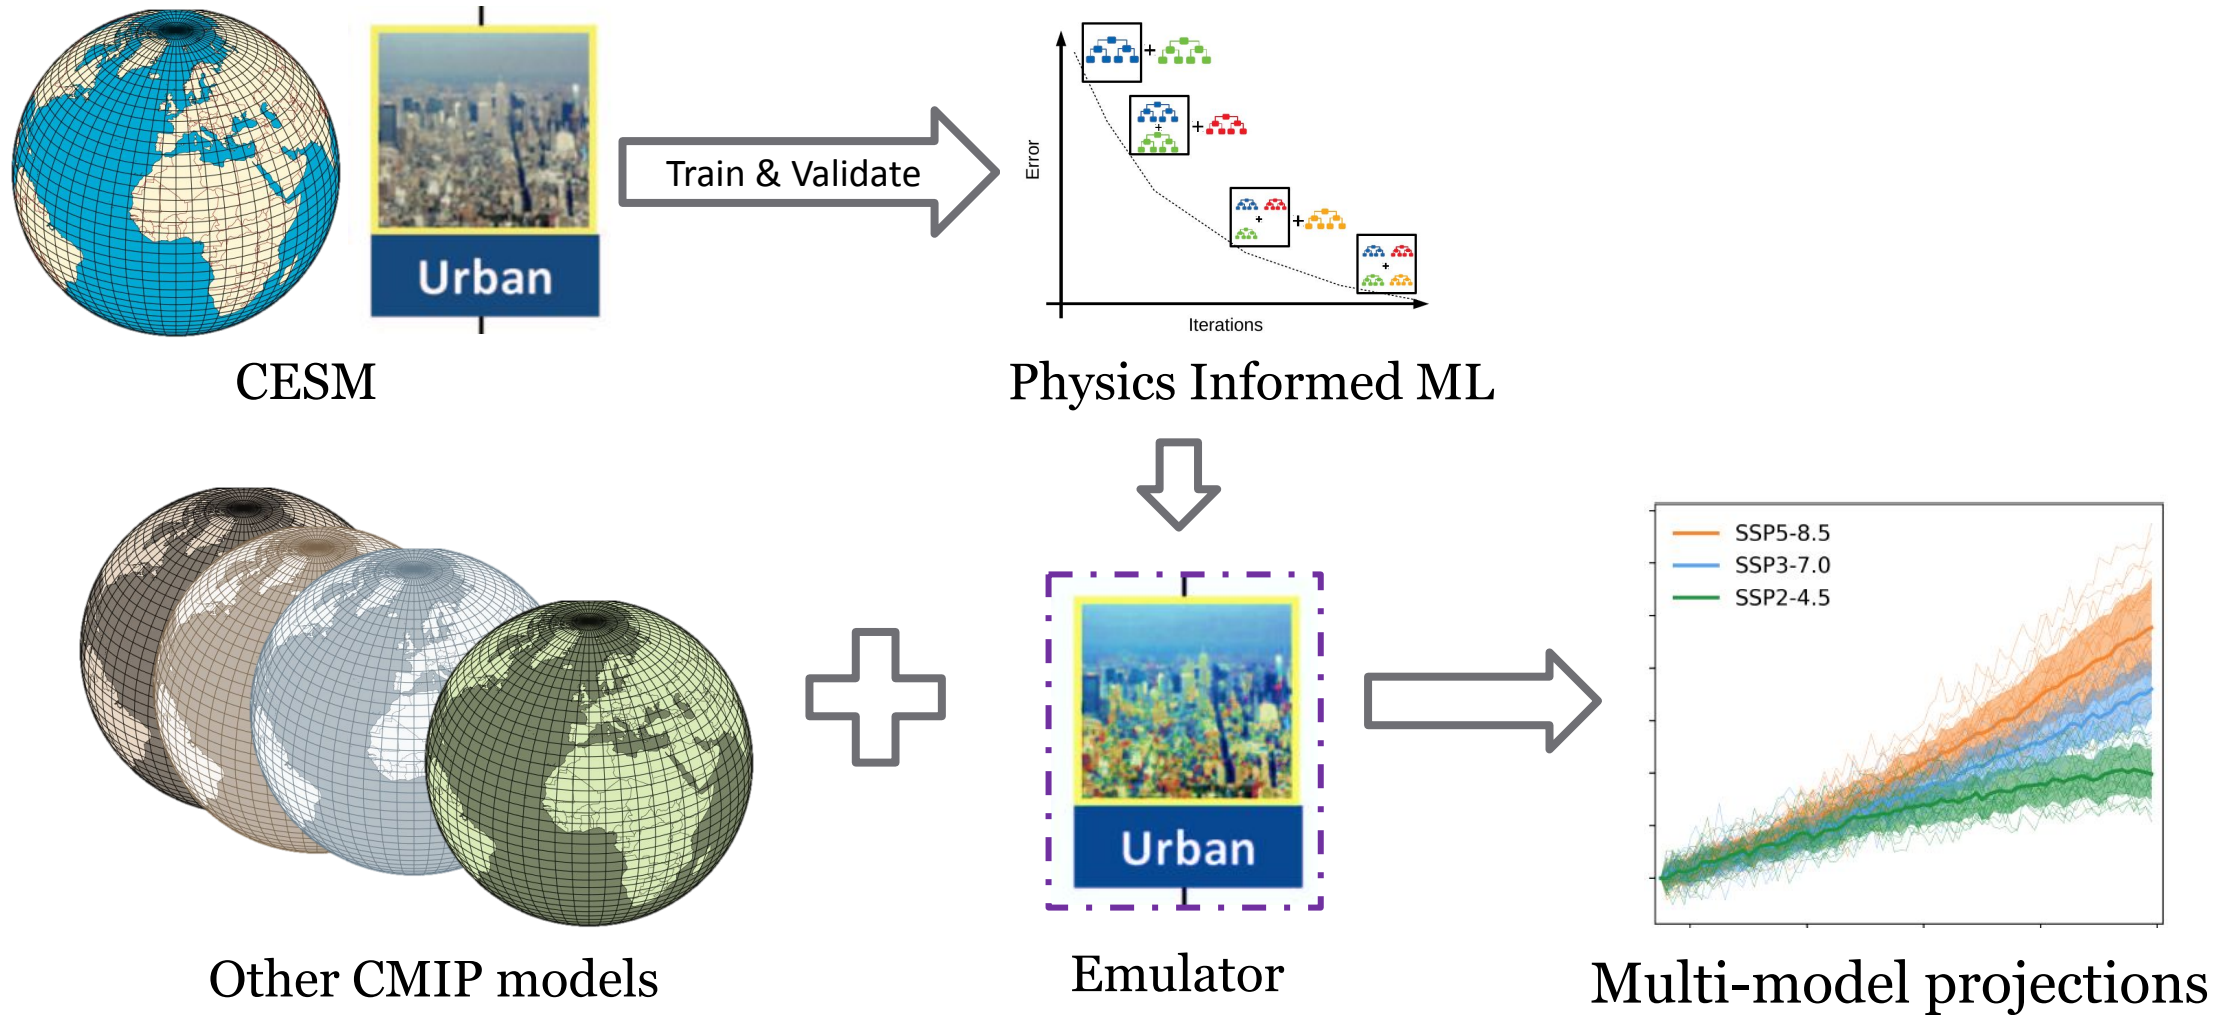 Urban
CESM
Train & Validate
Error
Iterations
Physics Informed ML
Other CMIP models
Urban
Emulator
SSP5-8.5
SSP3-7.0
SSP2-4.5
Multi-model projections